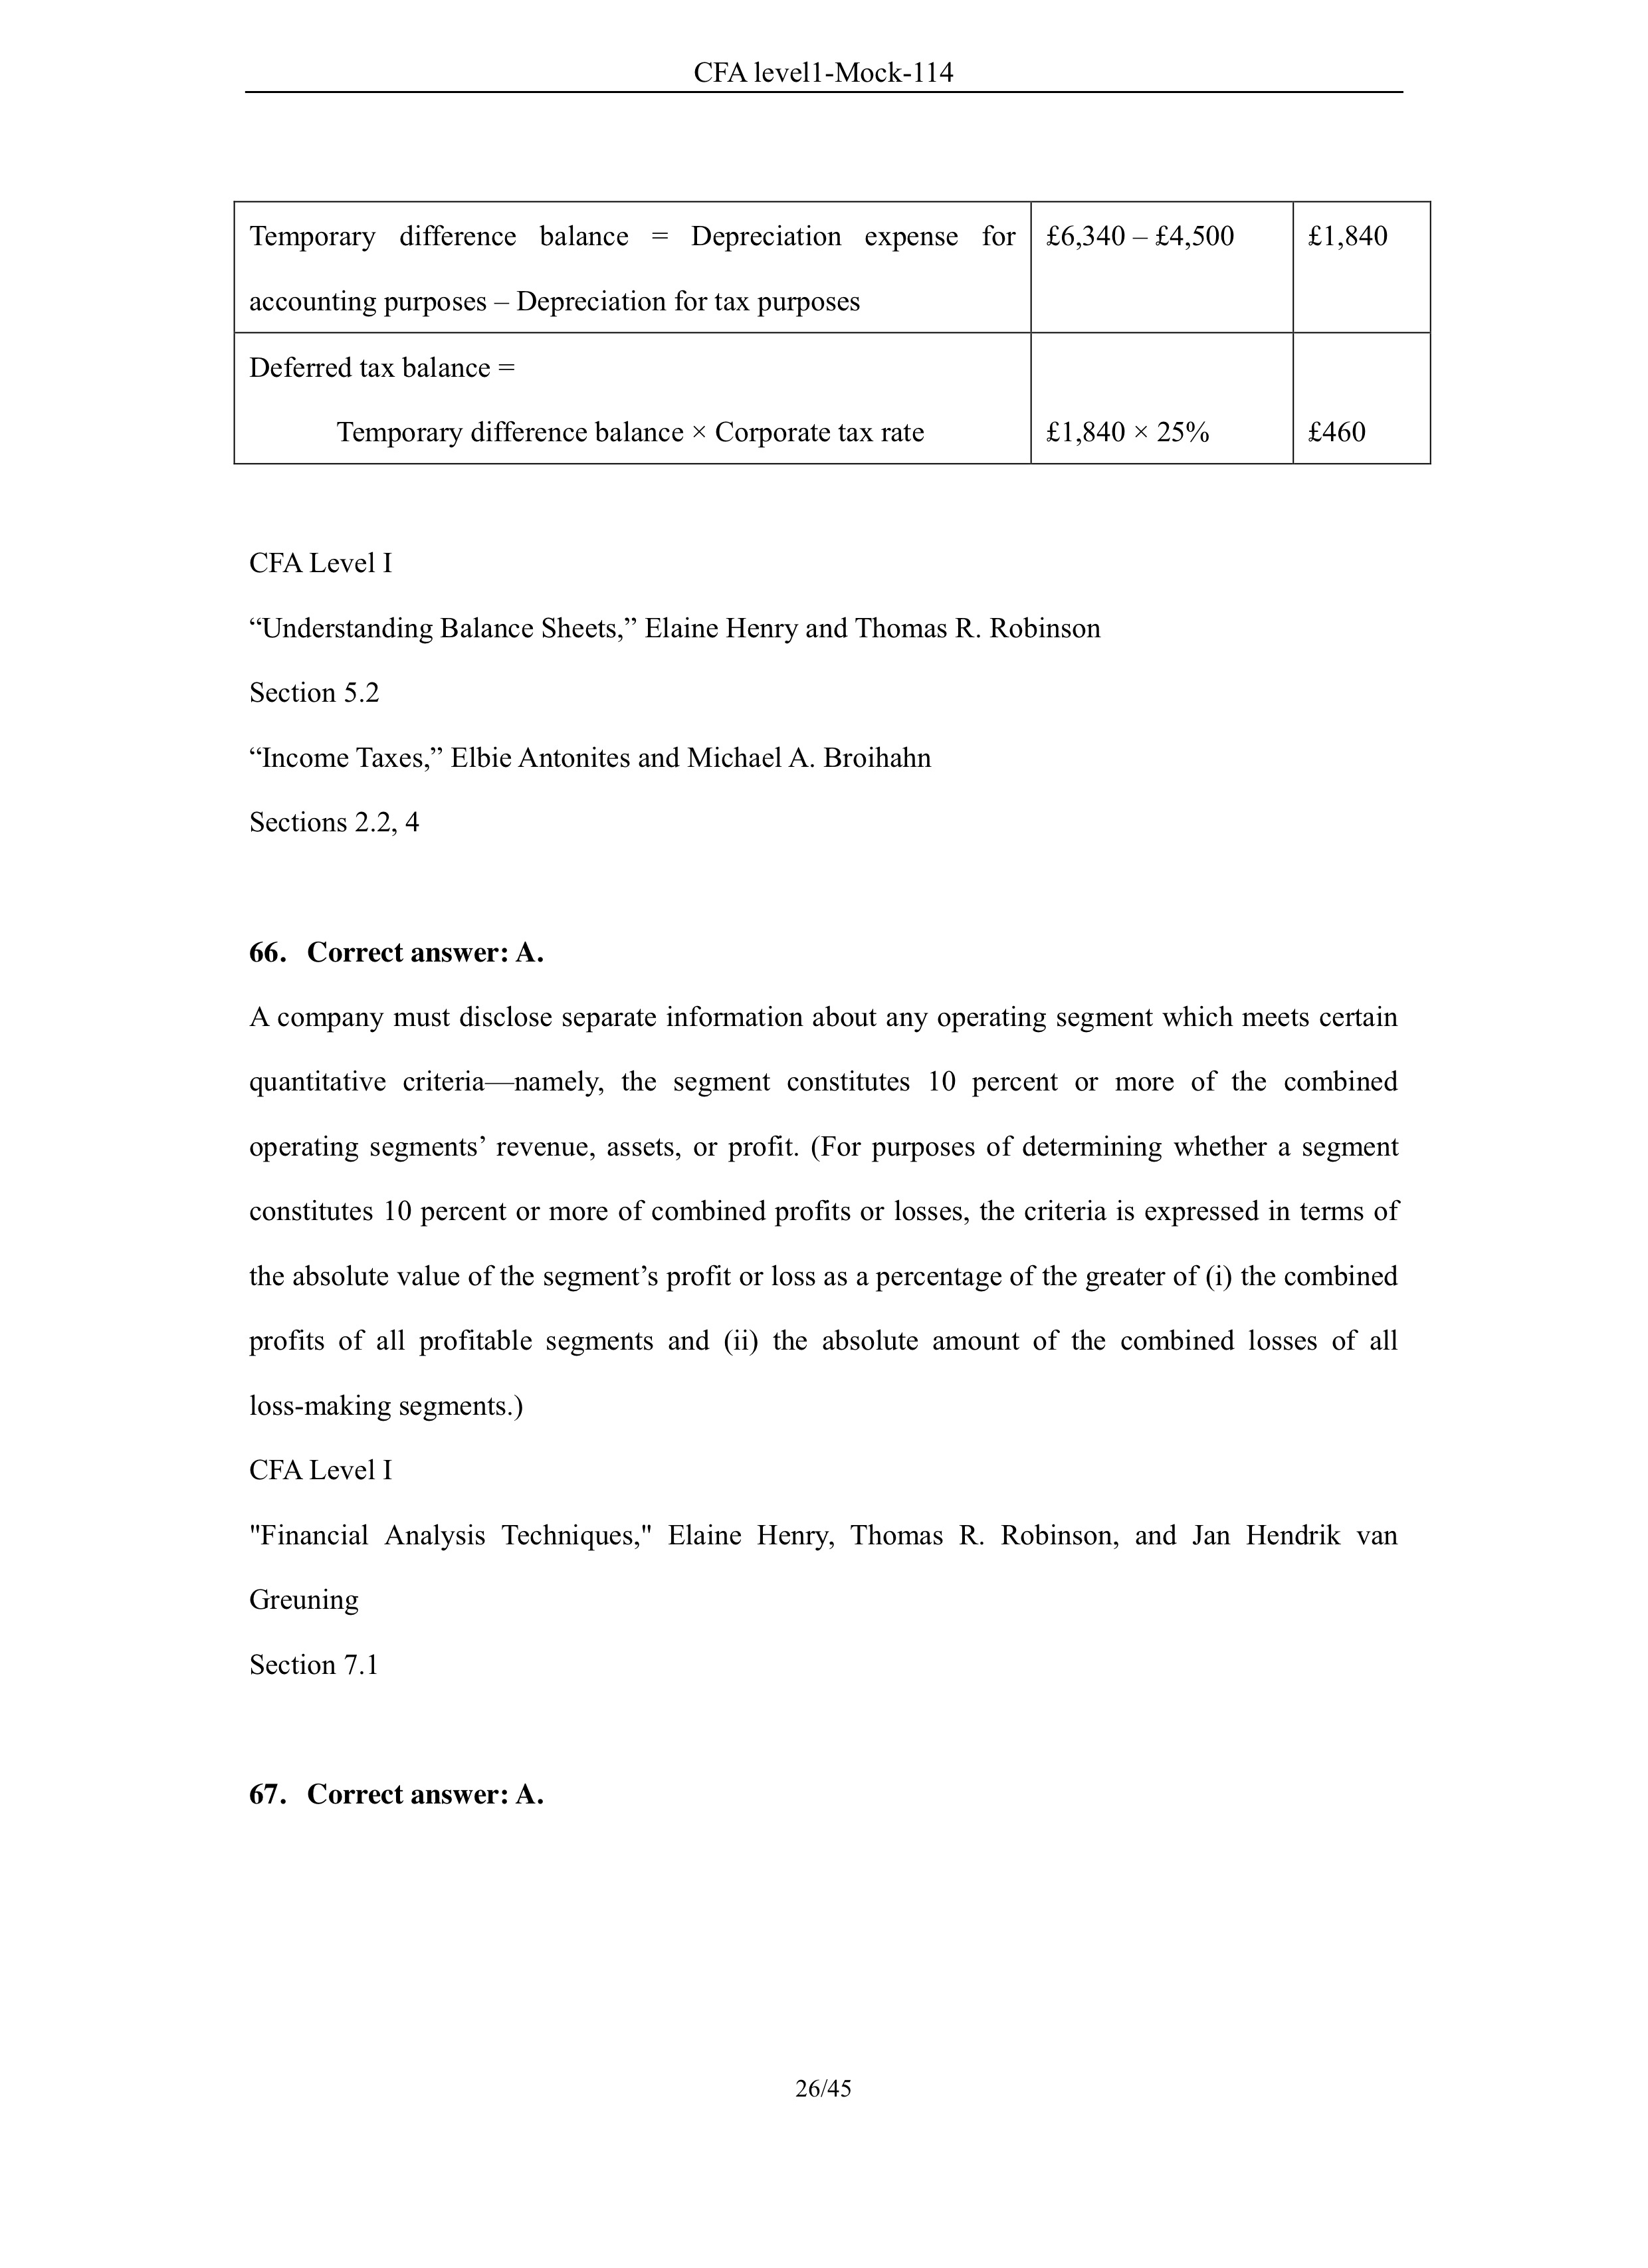 CFA level1-Mock-114
Temporary difference balance = Depreciation expense for accounting purposes – Depreciation for tax purposes
£6,340 – £4,500
£1,840
Deferred tax balance =
Temporary difference balance × Corporate tax rate
£1,840 × 25%
£460
CFA Level I
“Understanding Balance Sheets,” Elaine Henry and Thomas R. Robinson
Section 5.2
“Income Taxes,” Elbie Antonites and Michael A. Broihahn
Sections 2.2, 4
66. Correct answer: A.
A company must disclose separate information about any operating segment which meets certain
quantitative criteria—namely, the segment constitutes 10 percent or more of the combined
operating segments’ revenue, assets, or profit. (For purposes of determining whether a segment
constitutes 10 percent or more of combined profits or losses, the criteria is expressed in terms of
the absolute value of the segment’s profit or loss as a percentage of the greater of (i) the combined
profits of all profitable segments and (ii) the absolute amount of the combined losses of all
loss-making segments.)
CFA Level I
"Financial Analysis Techniques," Elaine Henry, Thomas R. Robinson, and Jan Hendrik van
Greuning
Section 7.1
67. Correct answer: A.
26/45